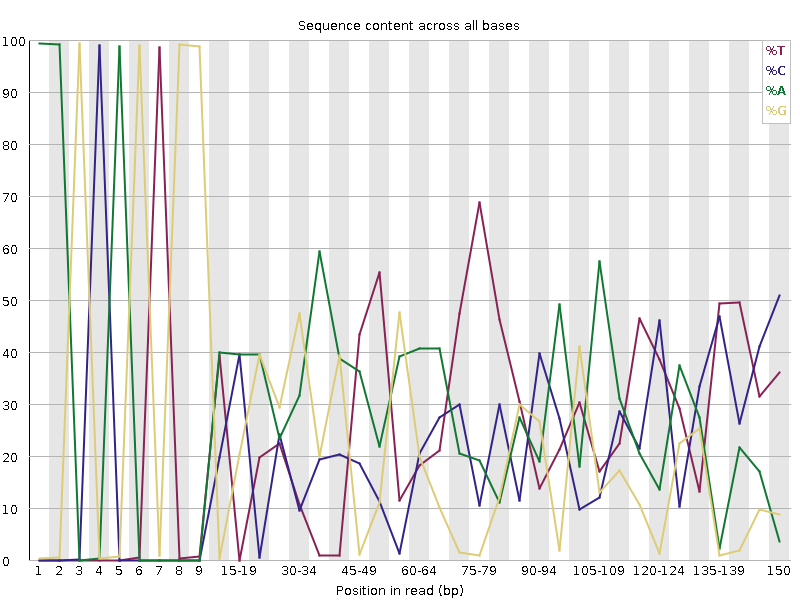 Sequence content across all bases
100
90
80
70
60
50
40
30
20
10
0
%T
%C
%A
%G
1 2 3 4 5 6 7 8 9 15-19 30-34 45-49 60-64 75-79 90-94 105-109 120-124 135-139 150
Position in read (bp)